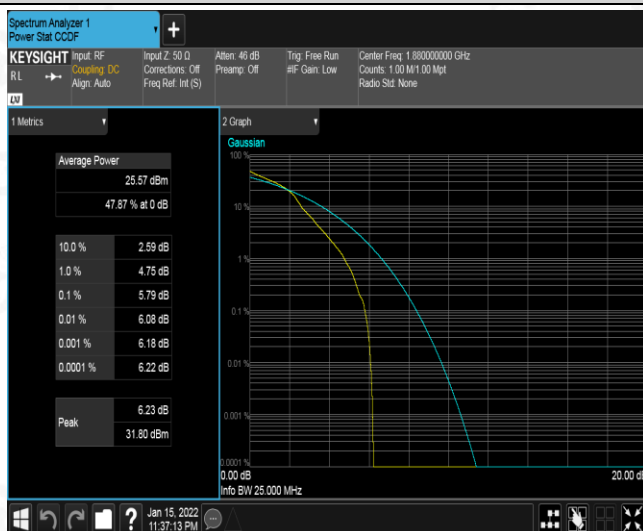 Spectrum Analyzer 1
Power Stat CCDF
+
KEYSIGHT
RL
LXI
Input: RF
Coupling: DC
Align: Auto
Input Z: 50 Ω
Corrections: Off
Freq Ref: Int (S)
Atten: 46 dB
Preamp: Off
Trig: Free Run
#IF Gain: Low
Center Freq: 1.880000000 GHz
Counts: 1.00 M/1.00 Mpt
Radio Std: None
1 Metrics
Average Power
25.57 dBm
47.87 % at 0 dB
10.0 % 2.59 dB
1.0 % 4.75 dB
0.1 % 5.79 dB
0.01 % 6.08 dB
0.001 % 6.18 dB
0.0001 % 6.22 dB
Peak 6.23 dB
31.80 dBm
2 Graph
Gaussian
100 %
10 %
1 %
0.1 %
0.01 %
0.001 %
0.0001 %
0.00 dB
20.00 dB
Info BW 25.000 MHz
?
Jan 15, 2022
11:37:13 PM